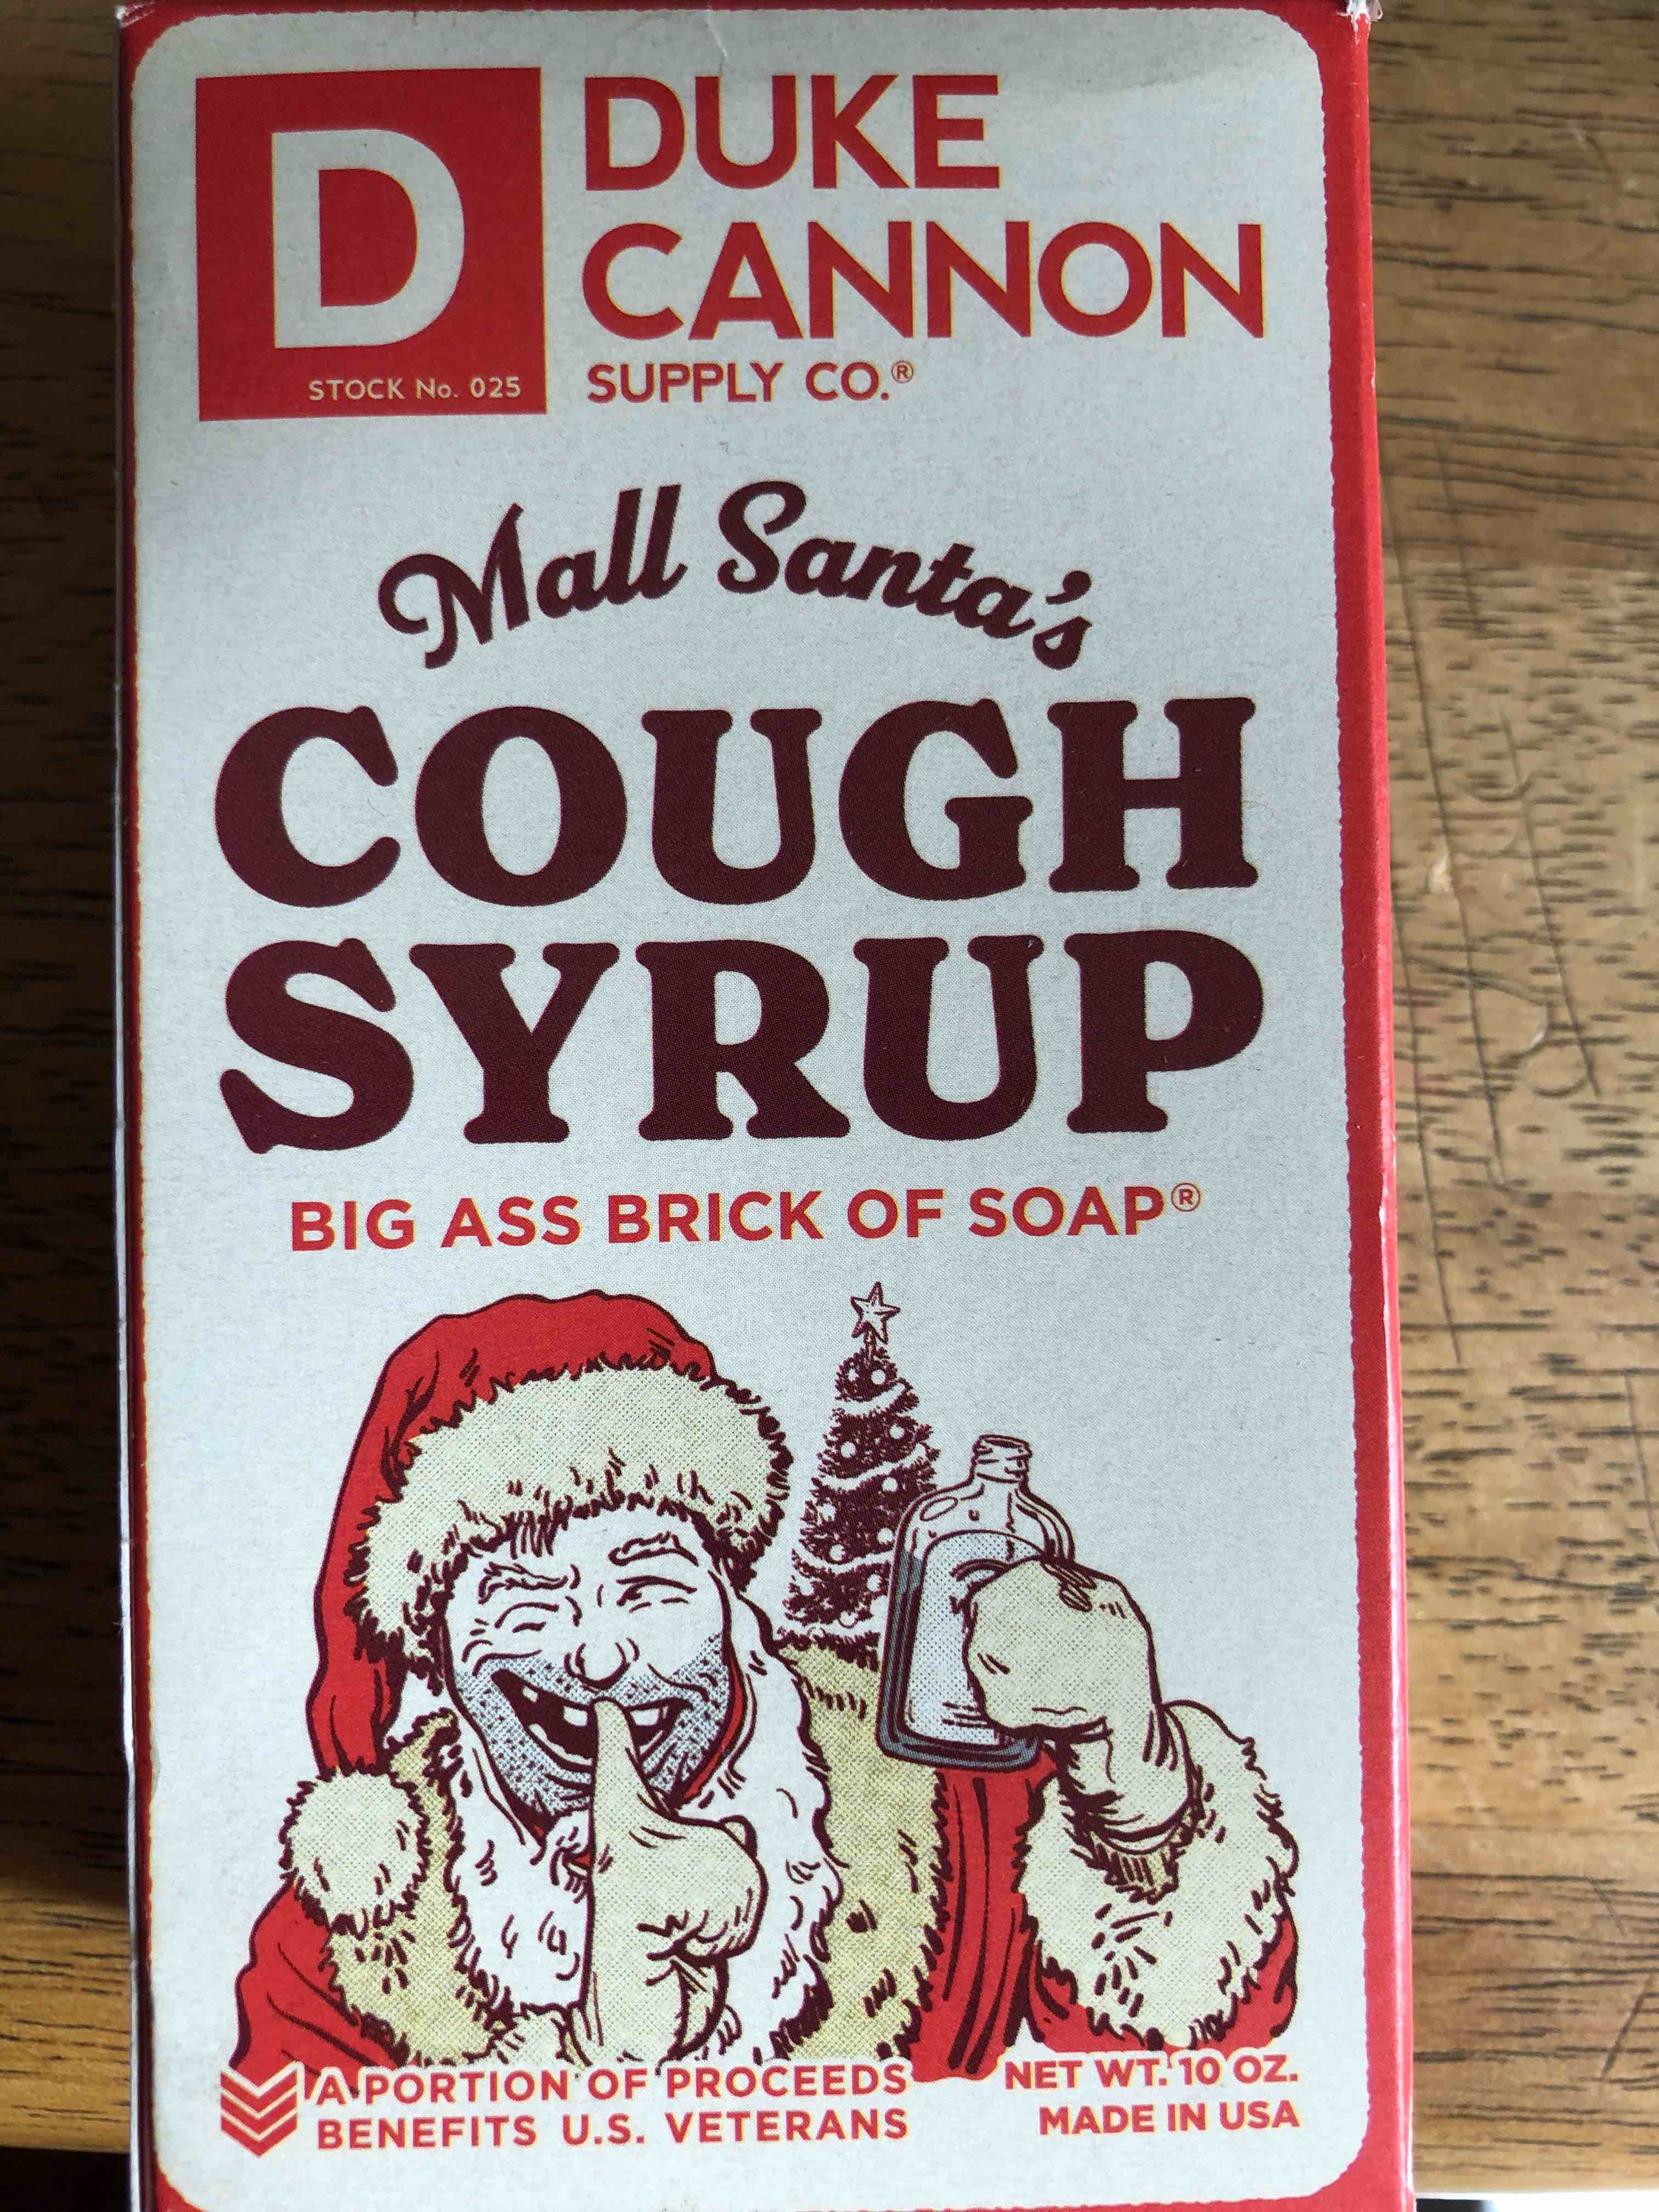 D
STOCK No. 025
DUKE
CANNON
SUPPLY CO.®
Mall Santa's
COUGH
SYRUP
BIG ASS BRICK OF SOAP®
A PORTION OF PROCEEDS
BENEFITS U.S. VETERANS
NET WT. 10 OZ.
MADE IN USA